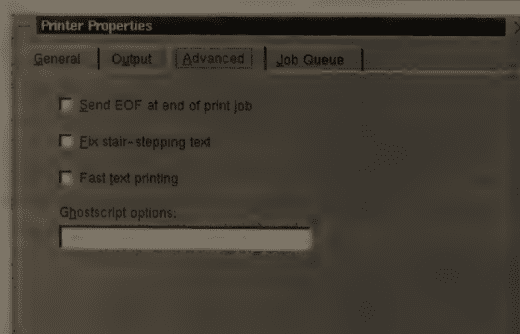 Printer Properties
General Output Advanced Job Queue
Send EOF at end of print job
Fix stair-stepping text
Fast text printing
Ghostscript options: